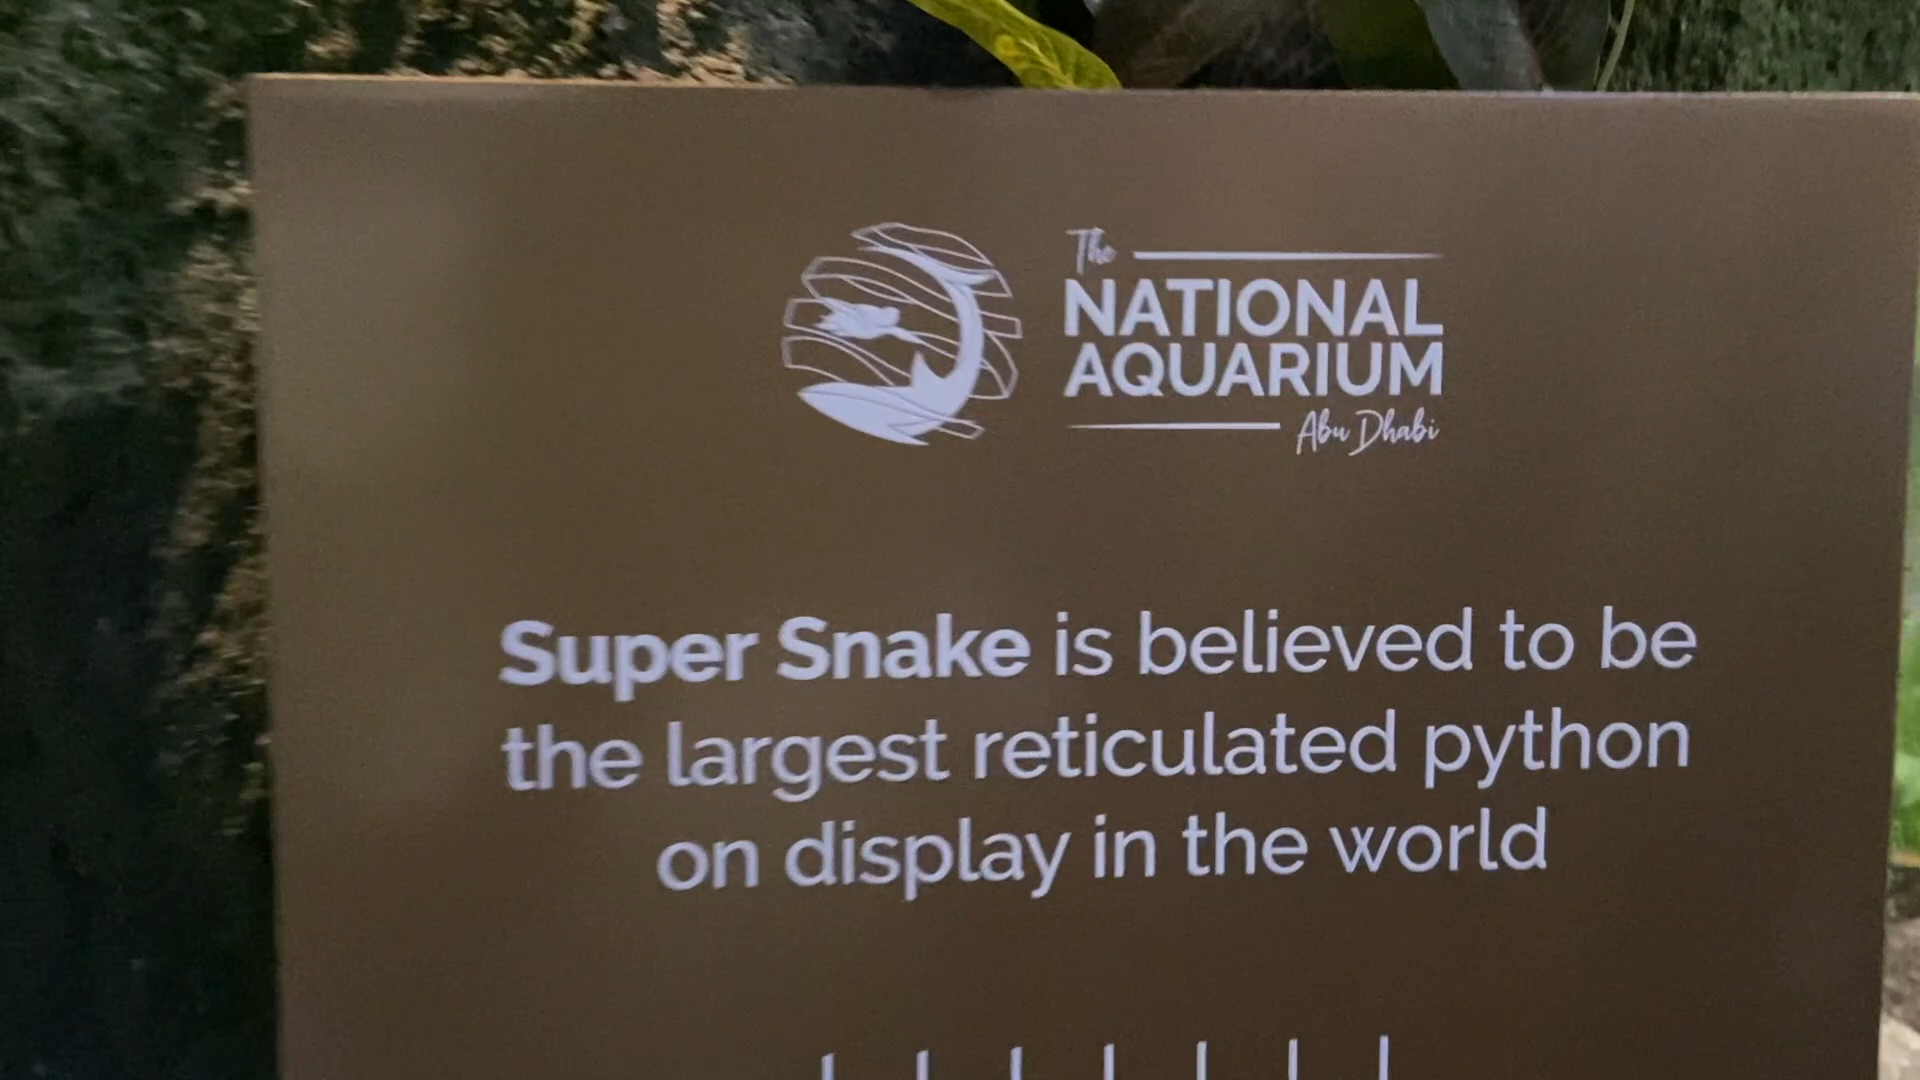 The
NATIONAL
AQUARIUM
Abu Dhabi
Super Snake is believed to be
the largest reticulated python
on display in the world